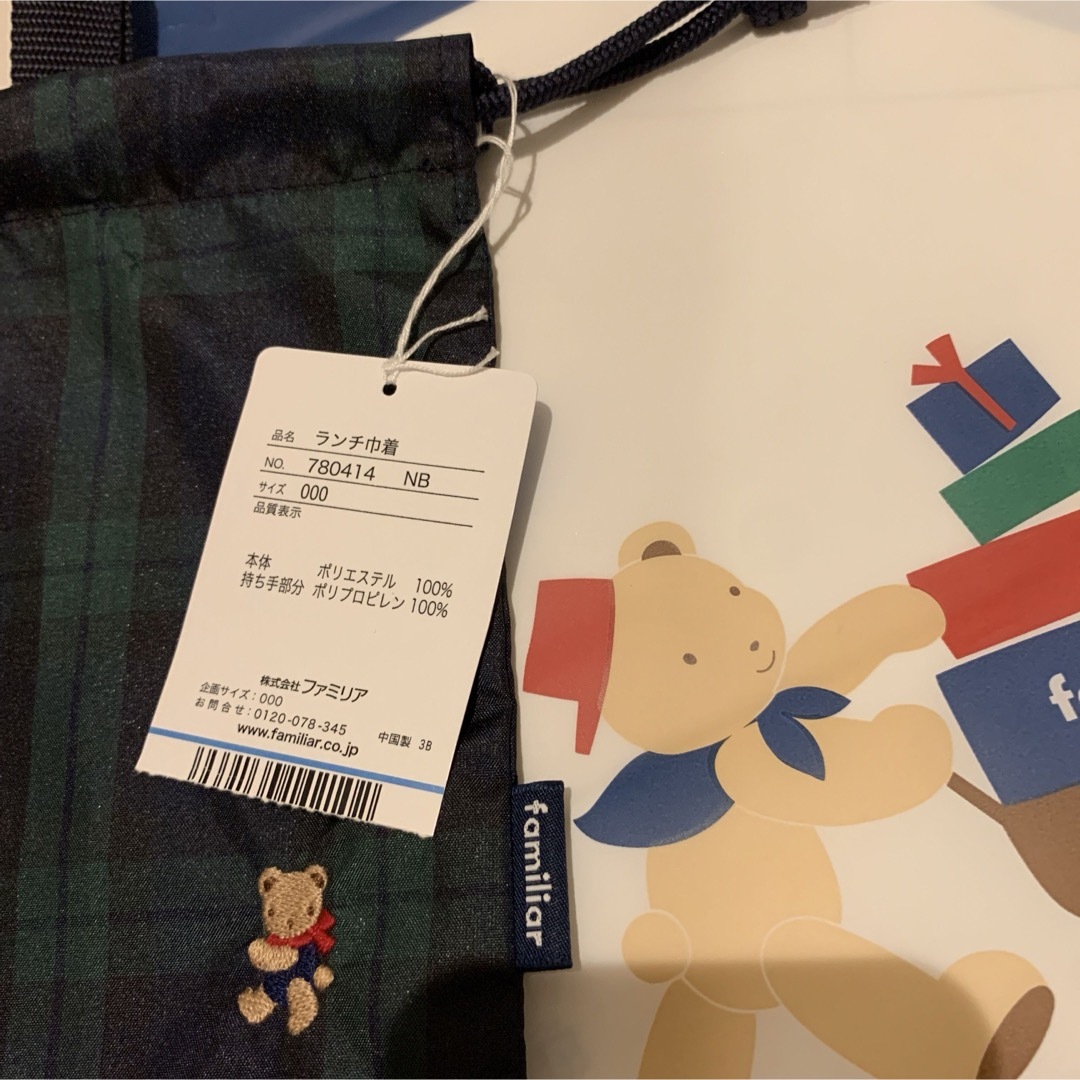 品名 ランチ巾着
NO. 780414 NB
サイズ 000
品質表示
本体 ポリエステル 100%
持ち手部分 ポリプロピレン 100%
株式会社ファミリア
企画サイズ：000
お問合せ：0120-078-345
www.familiar.co.jp 中国製 3B
familiar